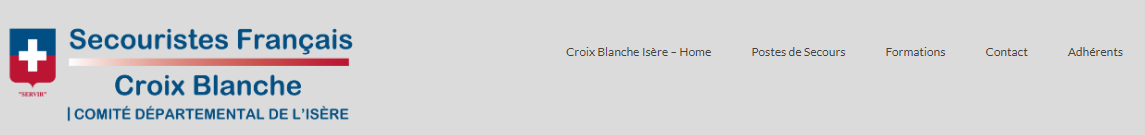 Secouristes Français
Croix Blanche
"SERVIR"
| COMITÉ DÉPARTEMENTAL DE L'ISÈRE
Croix Blanche Isère – Home
Postes de Secours
Formations
Contact
Adhérents